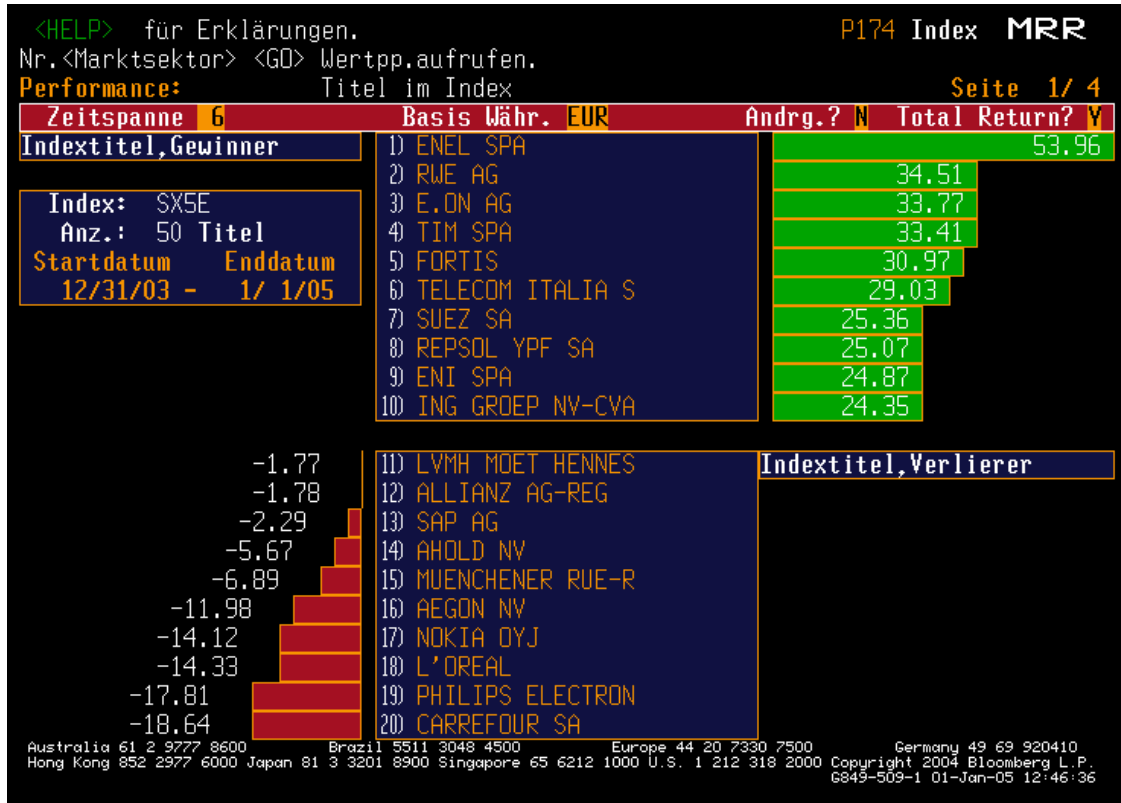 <HELP> für Erklärungen. P174 Index MRR
Nr.<Marktsektor> <GO> Wertpp.aufrufen.
Performance: Titel im Index Seite 1/ 4
Zeitspanne 6 Basis Währ. EUR Andrg.? N Total Return? Y
Indextitel,Gewinner 1) ENEL SPA 53.96
2) RWE AG 34.51
Index: SX5E 3) E.ON AG 33.77
Anz.: 50 Titel 4) TIM SPA 33.41
Startdatum Enddatum 5) FORTIS 30.97
12/31/03 - 1/ 1/05 6) TELECOM ITALIA S 29.03
7) SUEZ SA 25.36
8) REPSOL YPF SA 25.07
9) ENI SPA 24.87
10) ING GROEP NV-CVA 24.35
-1.77 11) LVMH MOET HENNES Indextitel,Verlierer
-1.78 12) ALLIANZ AG-REG
-2.29 13) SAP AG
-5.67 14) AHOLD NV
-6.89 15) MUENCHENER RUE-R
-11.98 16) AEGON NV
-14.12 17) NOKIA OYJ
-14.33 18) L'OREAL
-17.81 19) PHILIPS ELECTRON
-18.64 20) CARREFOUR SA
Australia 61 2 9777 8600 Brazil 5511 3048 4500 Europe 44 20 7330 7500 Germany 49 69 920410
Hong Kong 852 2977 6000 Japan 81 3 3201 8900 Singapore 65 6212 1000 U.S. 1 212 318 2000 Copyright 2004 Bloomberg L.P.
G849-509-1 01-Jan-05 12:46:36